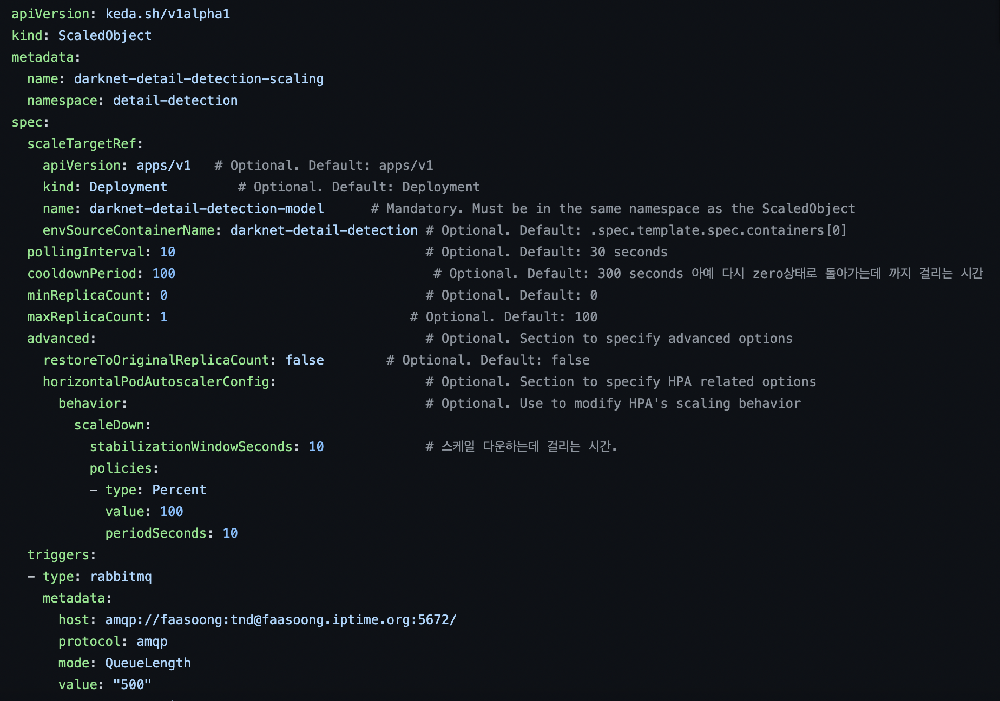 apiVersion: keda.sh/v1alpha1
kind: ScaledObject
metadata:
  name: darknet-detail-detection-scaling
  namespace: detail-detection
spec:
  scaleTargetRef:
    apiVersion: apps/v1   # Optional. Default: apps/v1
    kind: Deployment         # Optional. Default: Deployment
    name: darknet-detail-detection-model      # Mandatory. Must be in the same namespace as the ScaledObject
    envSourceContainerName: darknet-detail-detection # Optional. Default: .spec.template.spec.containers[0]
  pollingInterval: 10                                # Optional. Default: 30 seconds
  cooldownPeriod: 100                                 # Optional. Default: 300 seconds 아예 다시 zero상태로 돌아가는데 까지 걸리는 시간
  minReplicaCount: 0                                 # Optional. Default: 0
  maxReplicaCount: 1                               # Optional. Default: 100
  advanced:                                          # Optional. Section to specify advanced options
    restoreToOriginalReplicaCount: false        # Optional. Default: false
    horizontalPodAutoscalerConfig:                   # Optional. Section to specify HPA related options
      behavior:                                      # Optional. Use to modify HPA's scaling behavior
        scaleDown:
          stabilizationWindowSeconds: 10             # 스케일 다운하는데 걸리는 시간.
          policies:
          - type: Percent
            value: 100
            periodSeconds: 10
  triggers:
  - type: rabbitmq
    metadata:
      host: amqp://faasoong:tnd@faasoong.iptime.org:5672/
      protocol: amqp
      mode: QueueLength
      value: "500"